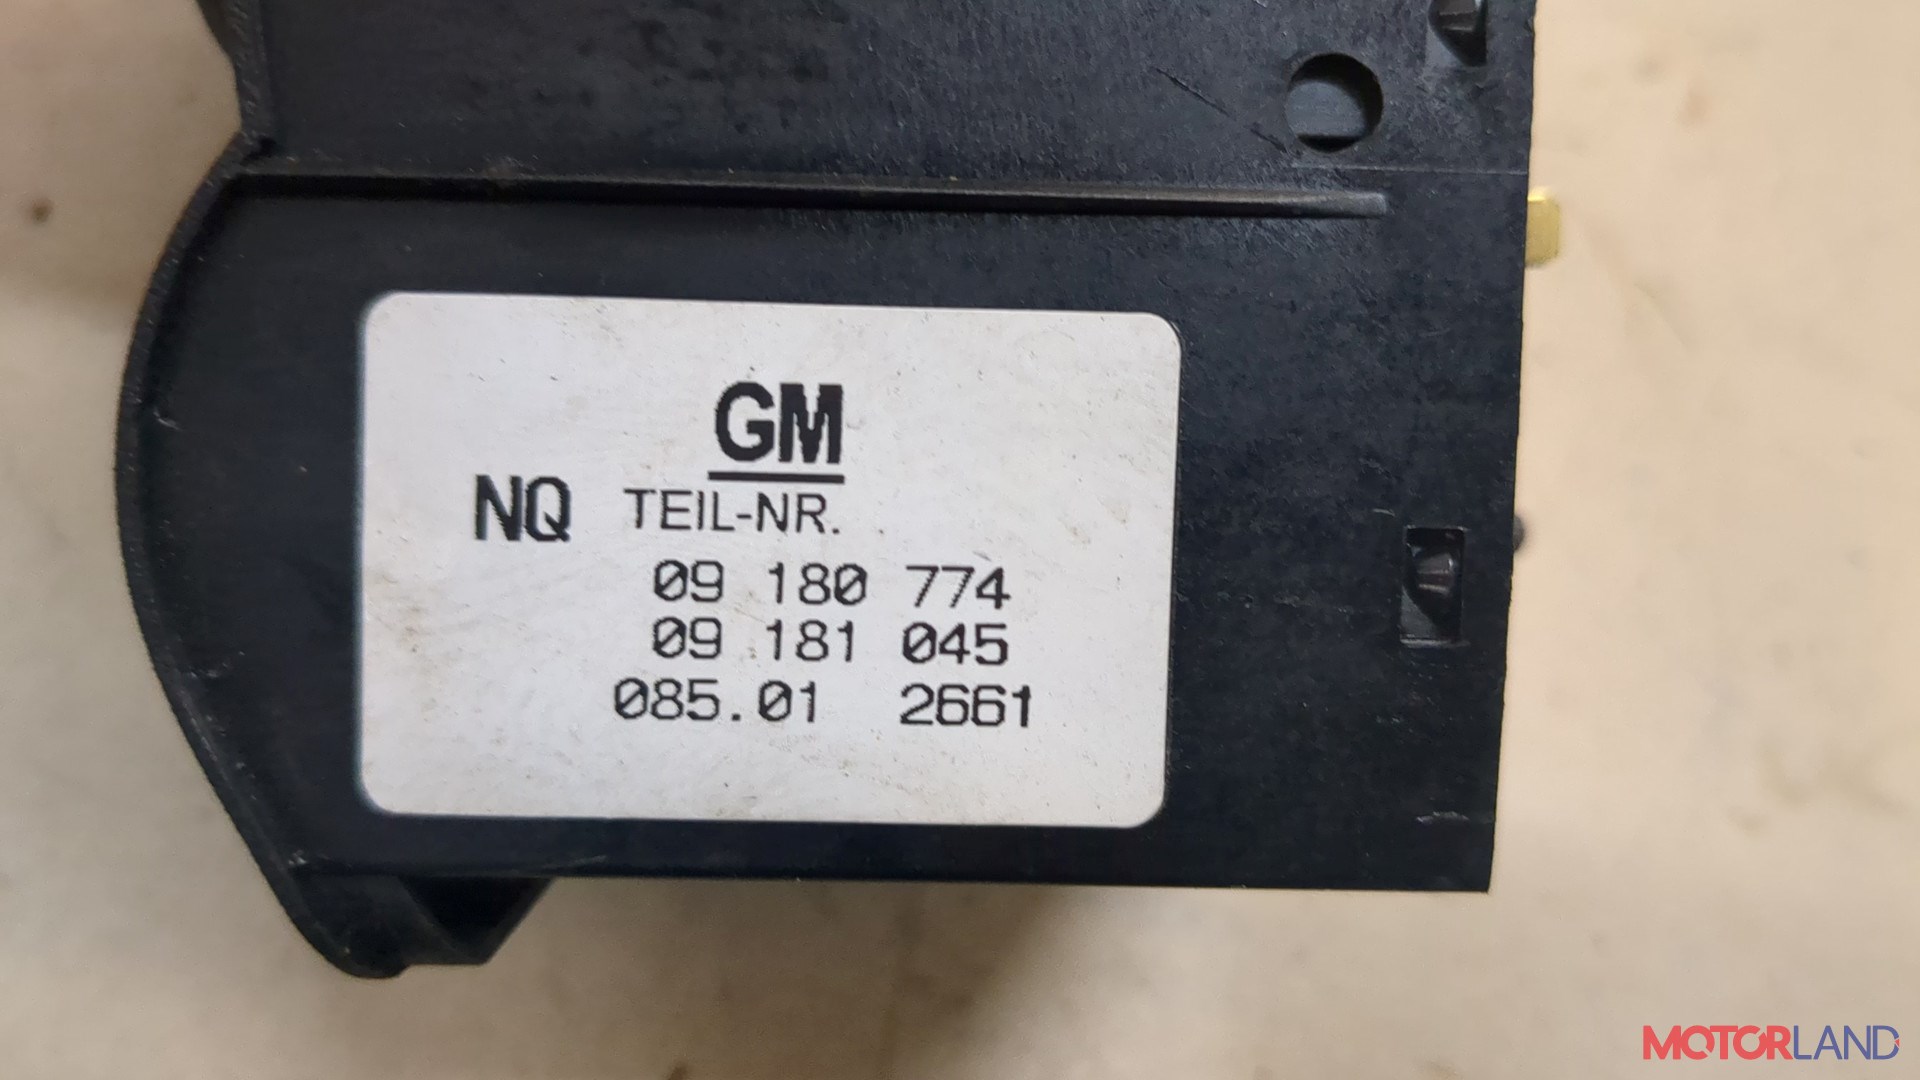 GM
NQ TEIL-NR.
09 180 774
09 181 045
085.01 2661
MOTORLAND